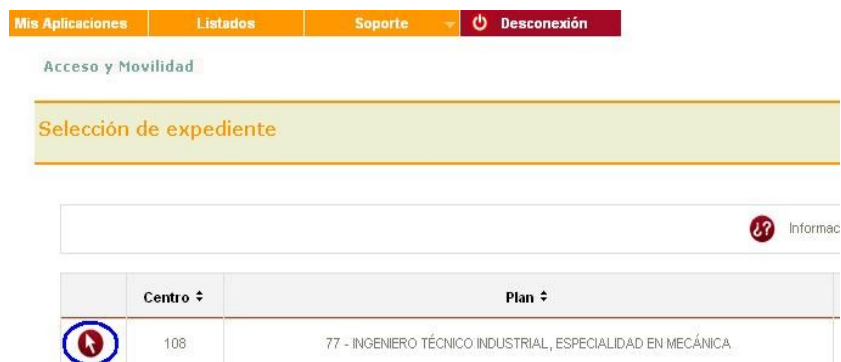 Mis Aplicaciones Listados Soporte Desconexión
Acceso y Movilidad
Selección de expediente
¿? Informac
Centro Plan
108 77 - INGENIERO TÉCNICO INDUSTRIAL, ESPECIALIDAD EN MECÁNICA